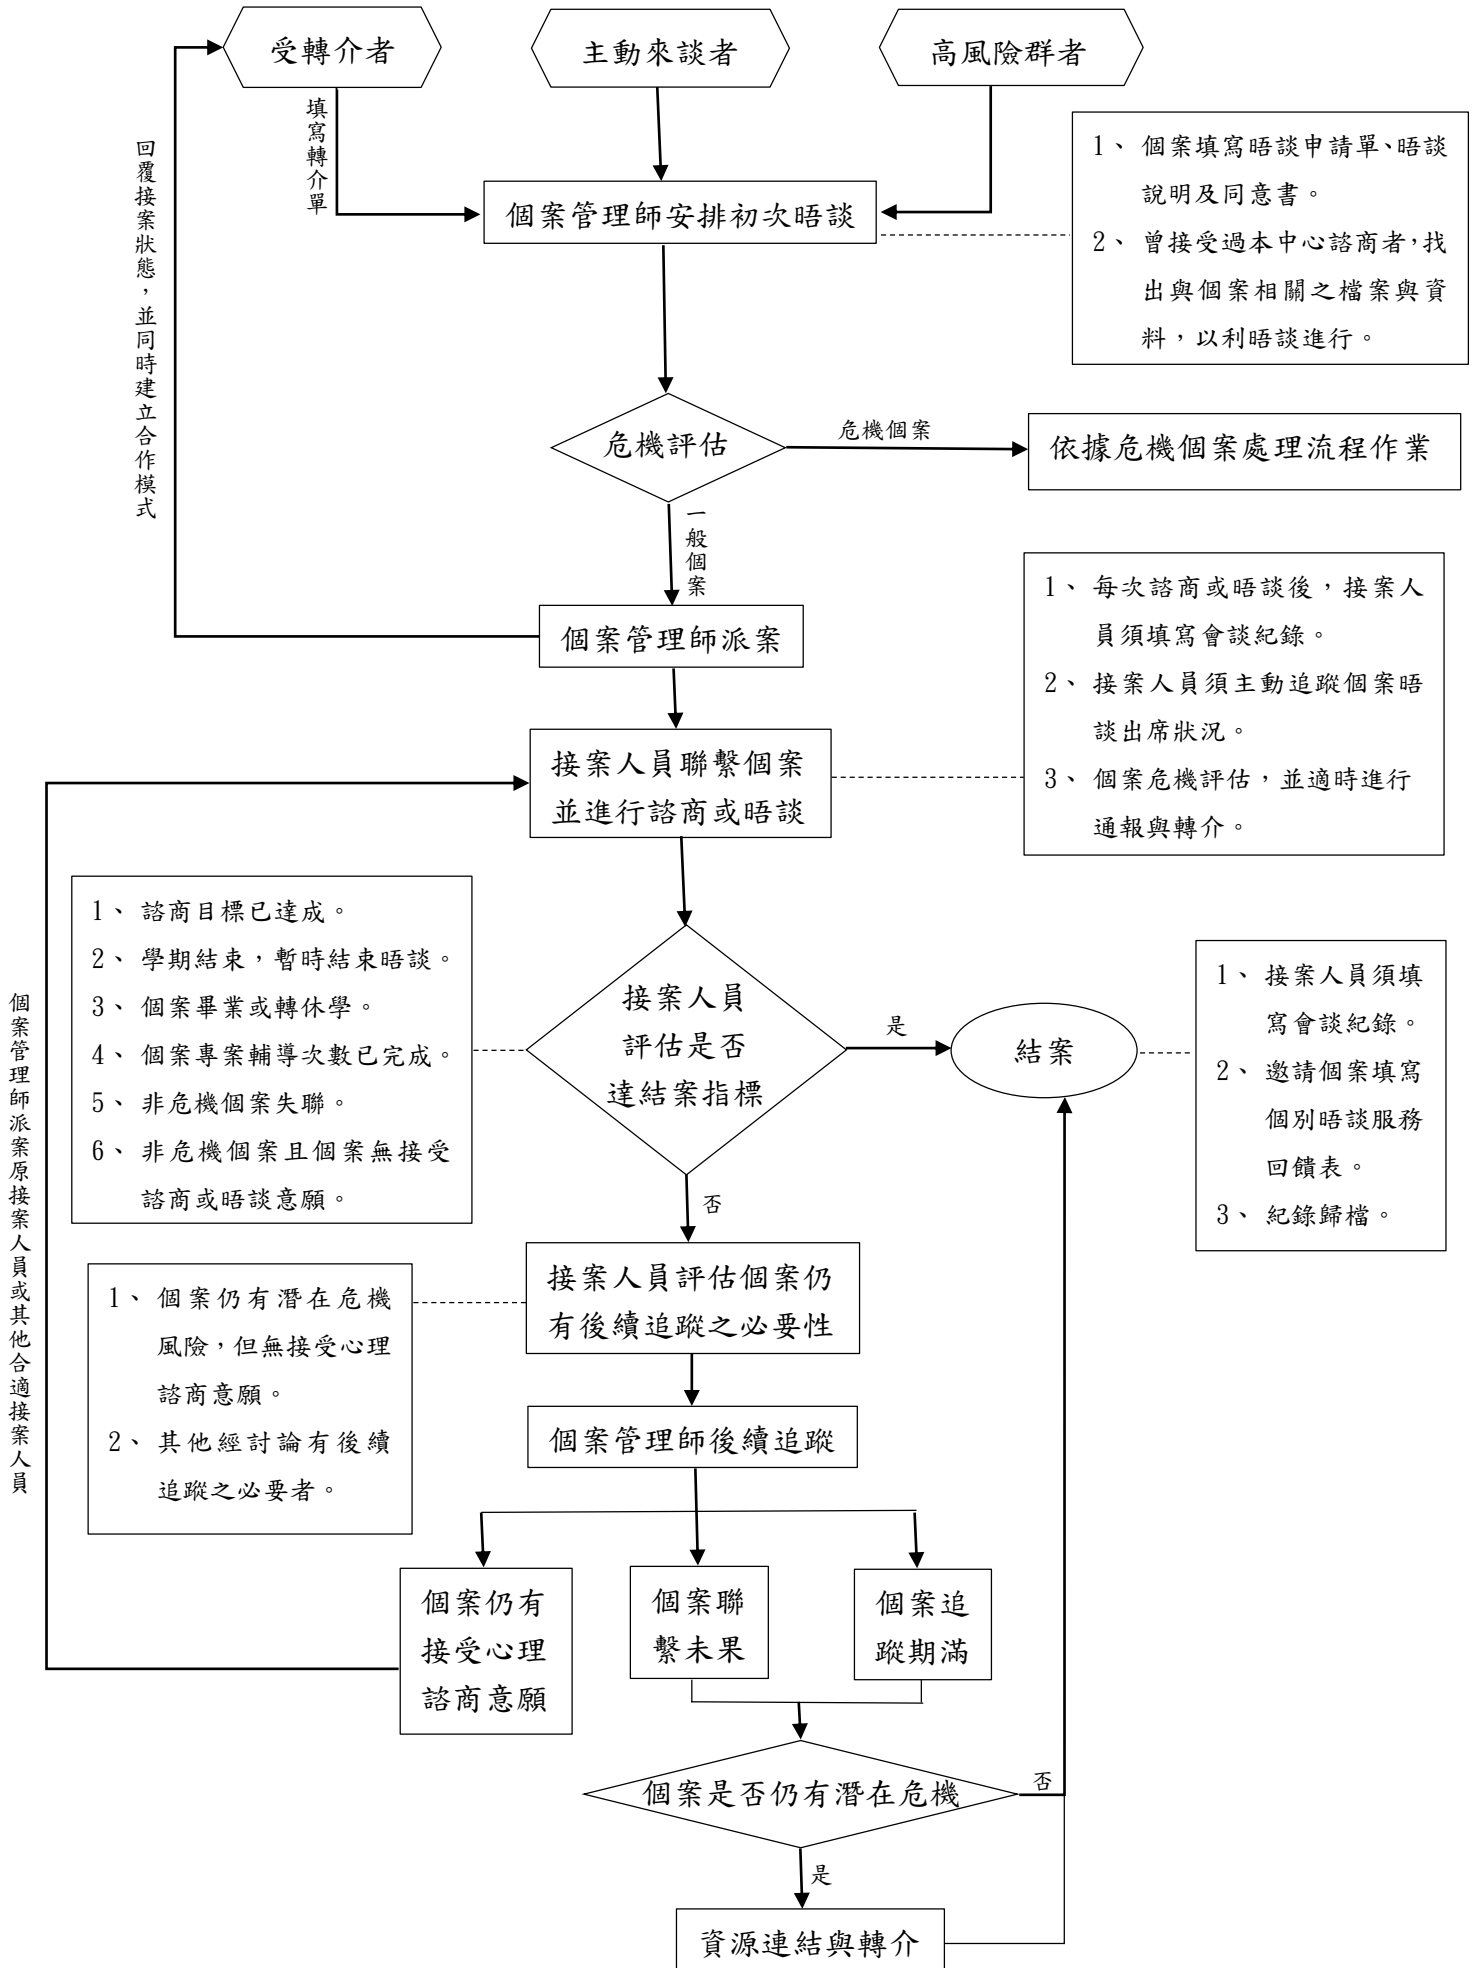 受轉介者
主動來談者
高風險群者
填寫轉介單
回覆接案狀態，並同時建立合作模式
個案管理師安排初次晤談
1、 個案填寫晤談申請單、晤談
說明及同意書。
2、 曾接受過本中心諮商者，找
出與個案相關之檔案與資
料，以利晤談進行。
危機評估
危機個案
依據危機個案處理流程作業
一般個案
個案管理師派案
1、 每次諮商或晤談後，接案人
員須填寫會談紀錄。
2、 接案人員須主動追蹤個案晤
談出席狀況。
3、 個案危機評估，並適時進行
通報與轉介。
接案人員聯繫個案
並進行諮商或晤談
1、 諮商目標已達成。
2、 學期結束，暫時結束晤談。
3、 個案畢業或轉休學。
4、 個案專案輔導次數已完成。
5、 非危機個案失聯。
6、 非危機個案且個案無接受
諮商或晤談意願。
接案人員
評估是否
達結案指標
是
結案
1、 接案人員須填
寫會談紀錄。
2、 邀請個案填寫
個別晤談服務
回饋表。
3、 紀錄歸檔。
否
個案管理師派案原接案人員或其他合適接案人員
接案人員評估個案仍
有後續追蹤之必要性
1、 個案仍有潛在危機
風險，但無接受心理
諮商意願。
2、 其他經討論有後續
追蹤之必要者。
個案管理師後續追蹤
個案仍有
接受心理
諮商意願
個案聯
繫未果
個案追
蹤期滿
個案是否仍有潛在危機
否
是
資源連結與轉介